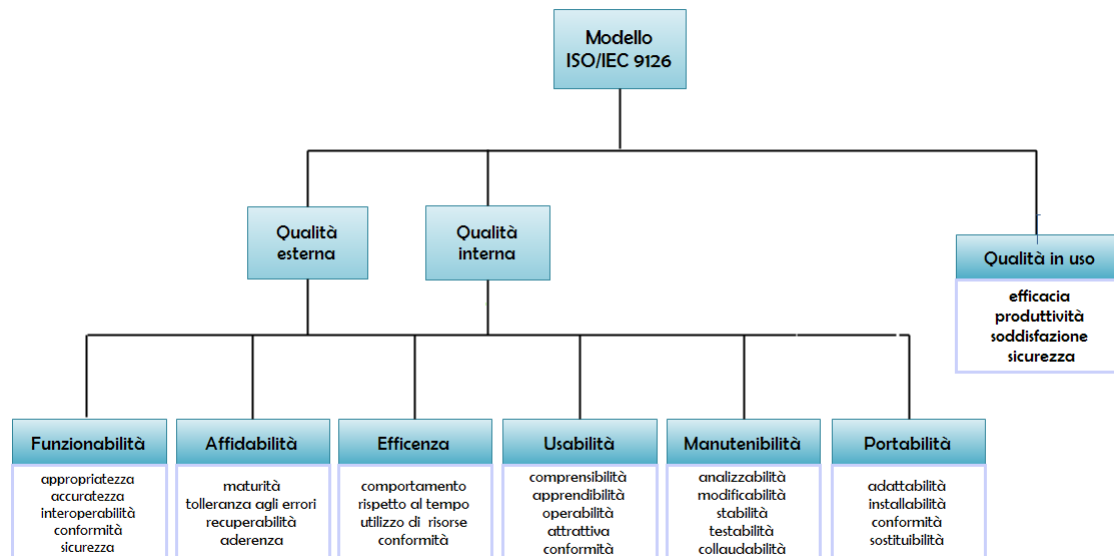 Modello
ISO/IEC 9126
Qualità
esterna
Qualità
interna
Qualità in uso
efficacia
produttività
soddisfazione
sicurezza
Funzionabilità
appropriatezza
accuratezza
interoperabilità
conformità
sicurezza
Affidabilità
maturità
tolleranza agli errori
recuperabilità
aderenza
Efficenza
comportamento
rispetto al tempo
utilizzo di risorse
conformità
Usabilità
comprensibilità
apprendibilità
operabilità
attrattiva
conformità
Manutenibilità
analizzabilità
modificabilità
stabilità
testabilità
collaudabilità
Portabilità
adattabilità
installabilità
conformità
sostituibilità